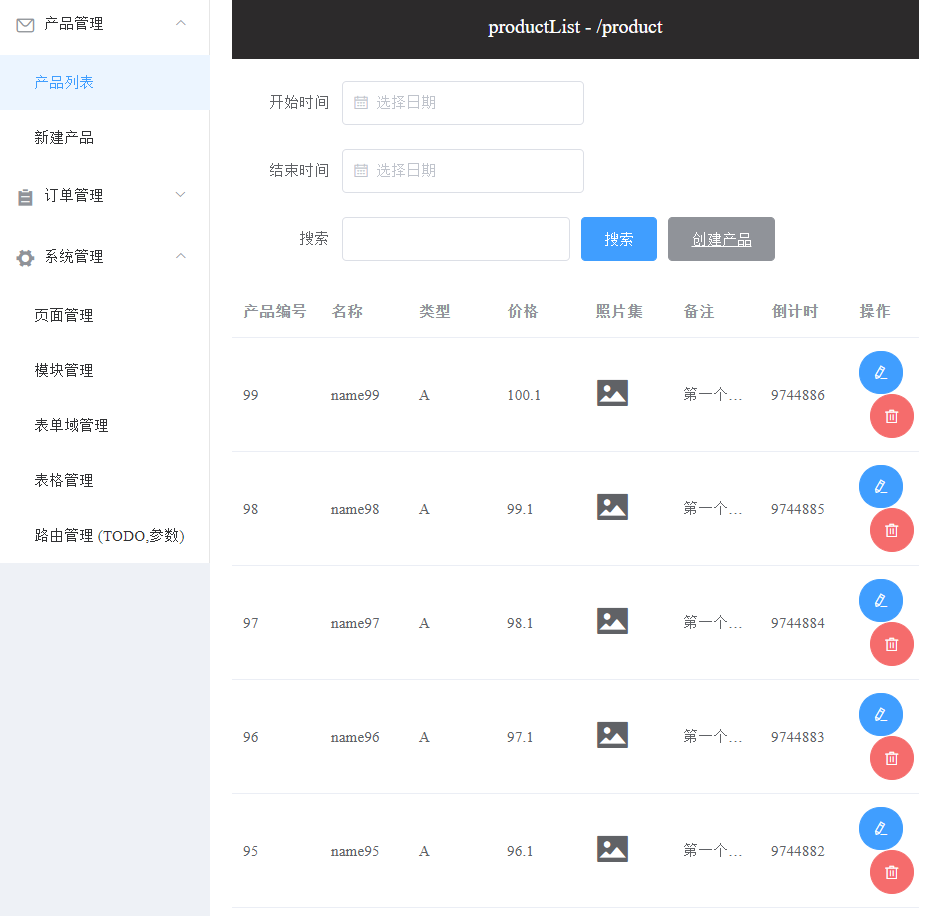 产品管理
产品列表
新建产品
订单管理
系统管理
页面管理
模块管理
表单域管理
表格管理
路由管理 (TODO,参数)
productList - /product
开始时间 选择日期
结束时间 选择日期
搜索 搜索 创建产品
产品编号 名称 类型 价格 照片集 备注 倒计时 操作
99 name99 A 100.1 第一个… 9744886
98 name98 A 99.1 第一个… 9744885
97 name97 A 98.1 第一个… 9744884
96 name96 A 97.1 第一个… 9744883
95 name95 A 96.1 第一个… 9744882